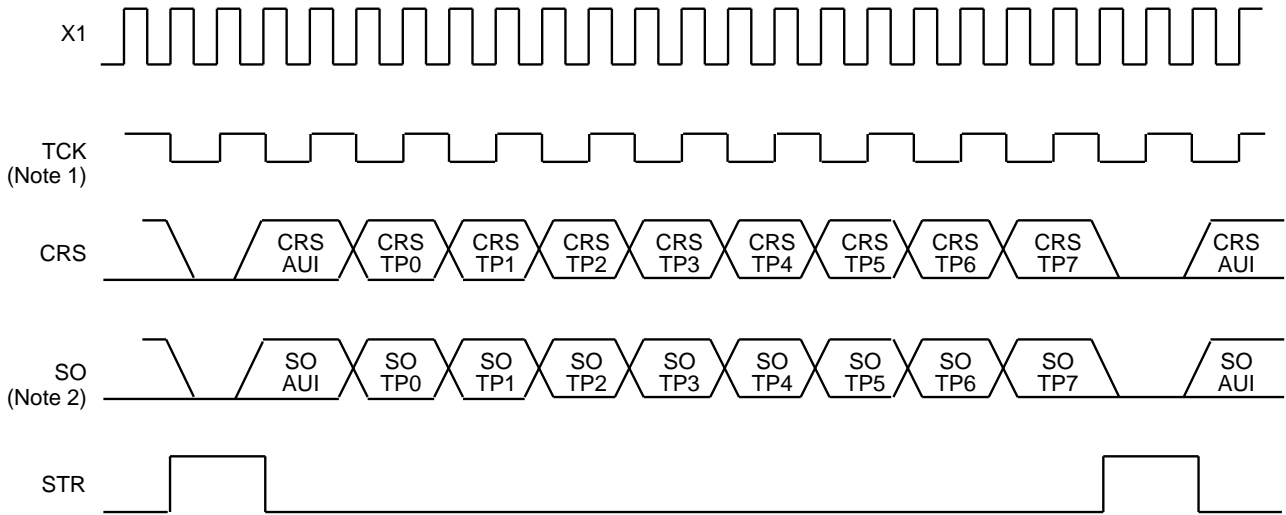 X1
TCK
(Note 1)
CRS
CRS CRS CRS CRS CRS CRS CRS CRS CRS CRS
AUI TP0 TP1 TP2 TP3 TP4 TP5 TP6 TP7 AUI
SO
(Note 2)
SO SO SO SO SO SO SO SO SO SO
AUI TP0 TP1 TP2 TP3 TP4 TP5 TP6 TP7 AUI
STR